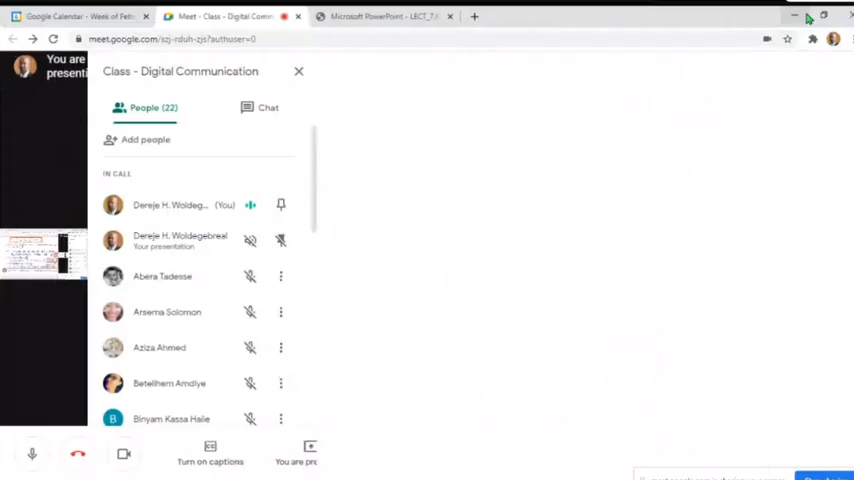 Google Calendar - Week of Febr
Meet - Class - Digital Comm
Microsoft PowerPoint - LECT_7.
meet.google.com/szj-rduh-zjs?authuser=0
You are
presenti
Class - Digital Communication
People (22)
Chat
Add people
IN CALL
Dereje H. Woldeg... (You)
Dereje H. Woldegebreal
Your presentation
Abera Tadesse
Arsema Solomon
Aziza Ahmed
Betelihem Amdiye
B
Binyam Kassa Haile
Turn on captions
You are pre